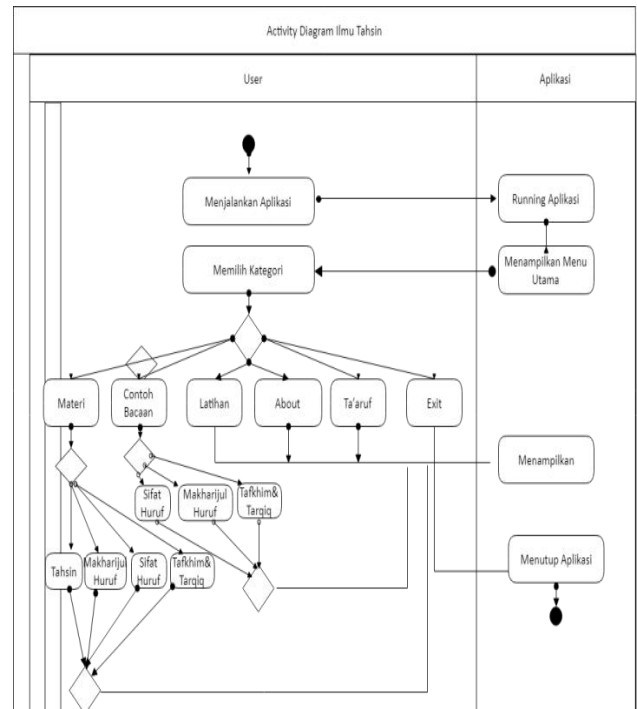 Activity Diagram Ilmu Tahsin
User
Aplikasi
Menjalankan Aplikasi
Running Aplikasi
Memilih Kategori
Menampilkan Menu
Utama
Materi
Contoh
Bacaan
Latihan
About
Ta'aruf
Exit
Menampilkan
Sifat
Huruf
Makharijul
Huruf
Tafkhim&
Tarqiq
Tahsin
Makharijul
Huruf
Sifat
Huruf
Tafkhim&
Tarqiq
Menutup Aplikasi